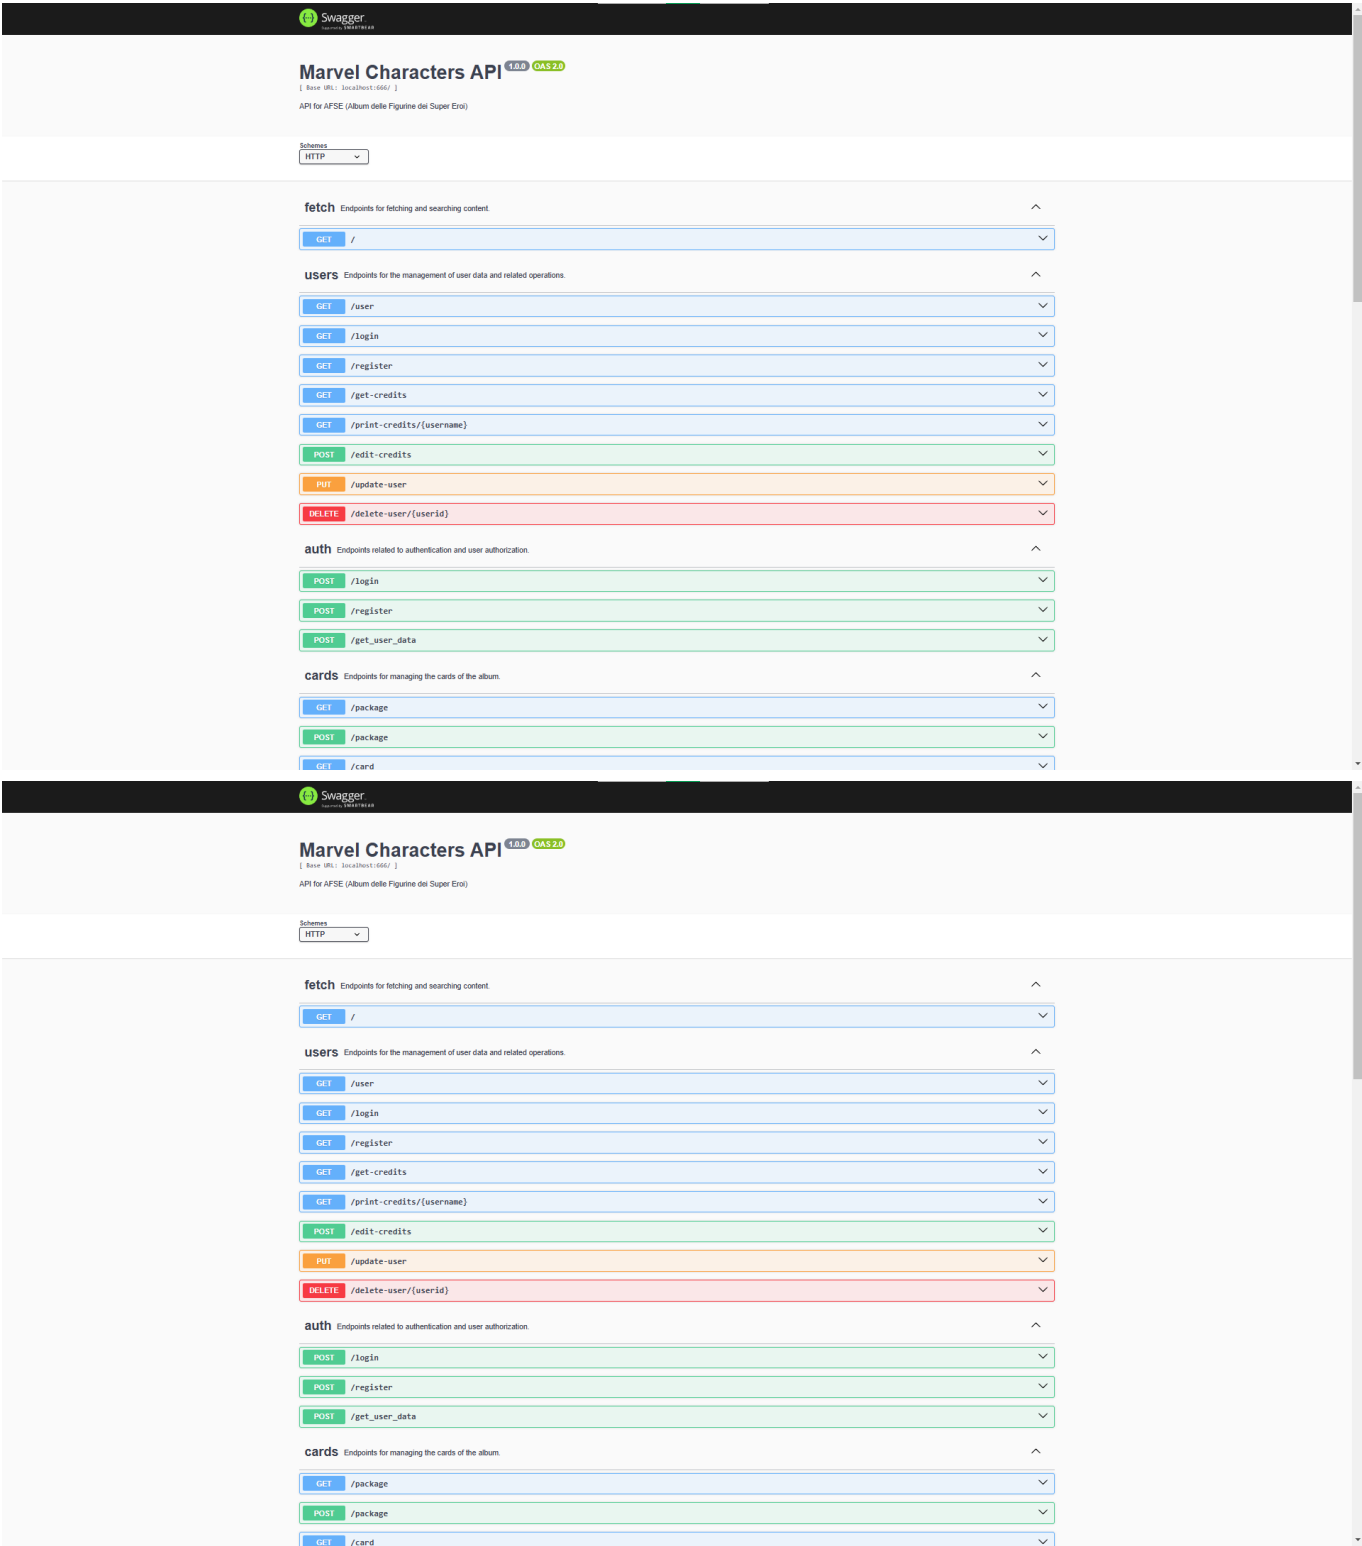 Swagger.
Supported by SMARTBEAR
Marvel Characters API 1.0.0 OAS 2.0
[ Base URL: localhost:666/ ]
API for AFSE (Album delle Figurine dei Super Eroi)
Schemes
HTTP
fetch Endpoints for fetching and searching content.
GET /
users Endpoints for the management of user data and related operations.
GET /user
GET /login
GET /register
GET /get-credits
GET /print-credits/{username}
POST /edit-credits
PUT /update-user
DELETE /delete-user/{userid}
auth Endpoints related to authentication and user authorization.
POST /login
POST /register
POST /get_user_data
cards Endpoints for managing the cards of the album.
GET /package
POST /package
GET /card
Swagger.
Supported by SMARTBEAR
Marvel Characters API 1.0.0 OAS 2.0
[ Base URL: localhost:666/ ]
API for AFSE (Album delle Figurine dei Super Eroi)
Schemes
HTTP
fetch Endpoints for fetching and searching content.
GET /
users Endpoints for the management of user data and related operations.
GET /user
GET /login
GET /register
GET /get-credits
GET /print-credits/{username}
POST /edit-credits
PUT /update-user
DELETE /delete-user/{userid}
auth Endpoints related to authentication and user authorization.
POST /login
POST /register
POST /get_user_data
cards Endpoints for managing the cards of the album.
GET /package
POST /package
GET /card